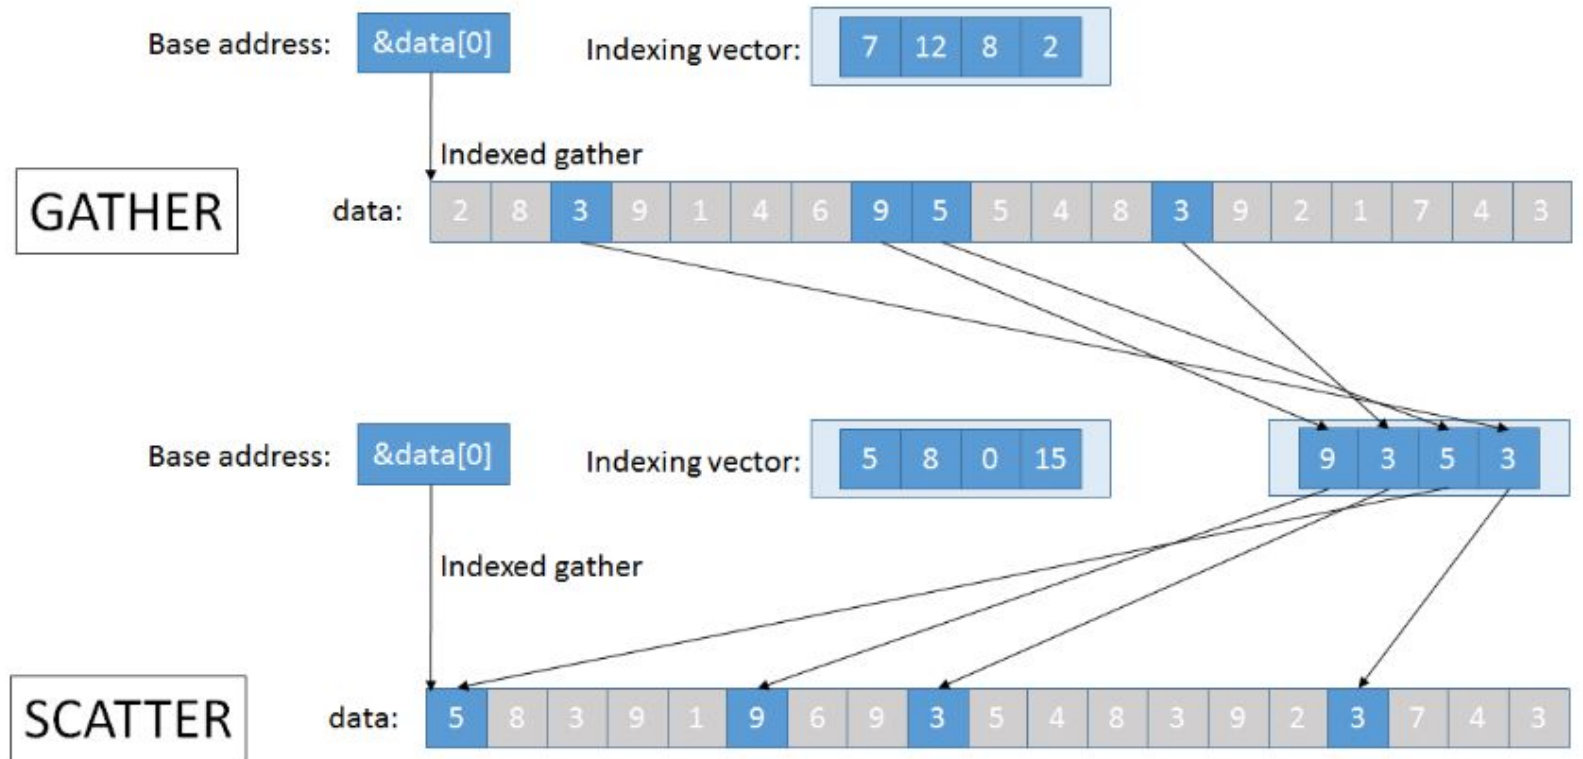 Base address: &data[0] Indexing vector: 7 12 8 2
Indexed gather
GATHER data: 2 8 3 9 1 4 6 9 5 5 4 8 3 9 2 1 7 4 3
Base address: &data[0] Indexing vector: 5 8 0 15 9 3 5 3
Indexed gather
SCATTER data: 5 8 3 9 1 9 6 9 3 5 4 8 3 9 2 3 7 4 3